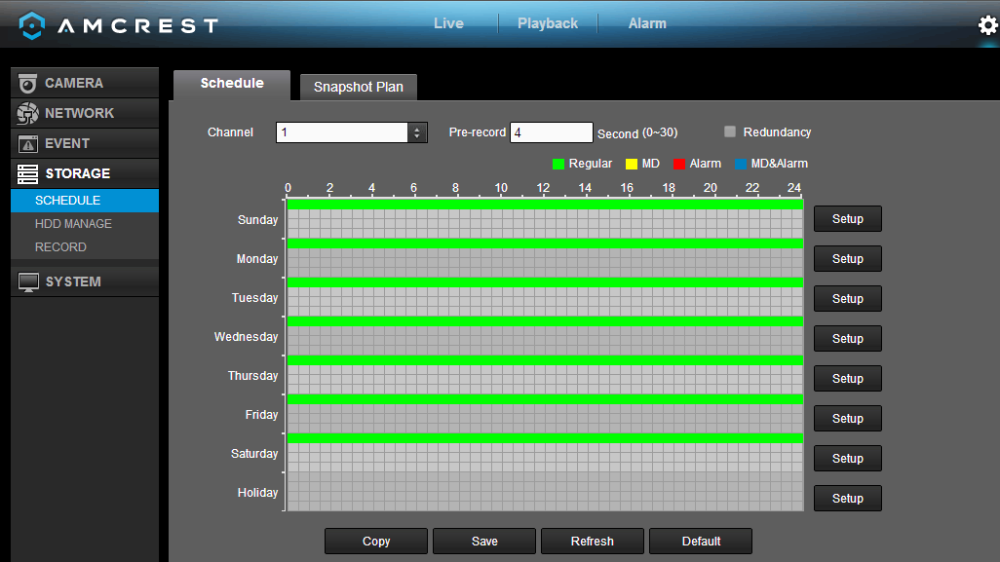 AMCREST
Live Playback Alarm
CAMERA
NETWORK
EVENT
STORAGE
SCHEDULE
HDD MANAGE
RECORD
SYSTEM
Schedule Snapshot Plan
Channel 1 Pre-record 4 Second (0~30) Redundancy
Regular MD Alarm MD&Alarm
0 2 4 6 8 10 12 14 16 18 20 22 24
Sunday Setup
Monday Setup
Tuesday Setup
Wednesday Setup
Thursday Setup
Friday Setup
Saturday Setup
Holiday Setup
Copy Save Refresh Default